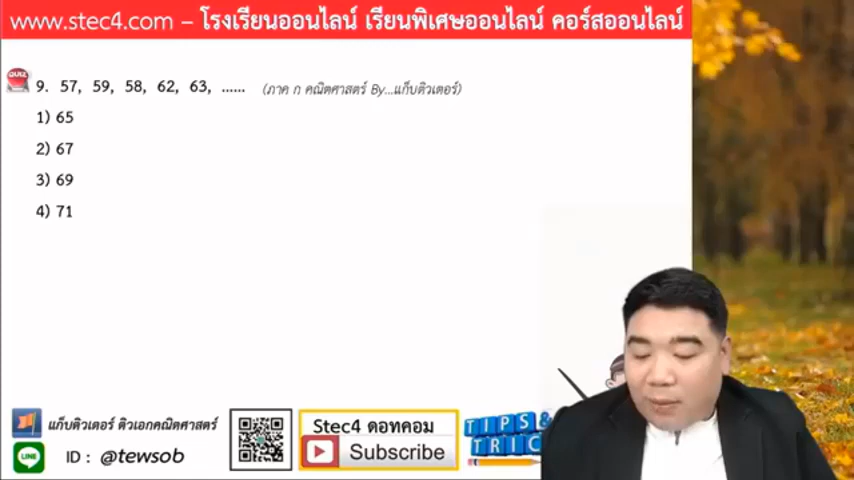 www.stec4.com – โรงเรียนออนไลน์ เรียนพิเศษออนไลน์ คอร์สออนไลน์
QUIZ
9. 57, 59, 58, 62, 63, ...... (ภาค ก คณิตศาสตร์ By...แก็บติวเตอร์)
1) 65
2) 67
3) 69
4) 71
แก็บติวเตอร์ ติวเอกคณิตศาสตร์
Stec4 ดอทคอม
TIPS &
LINE
ID : @tewsob
Subscribe
TRIC